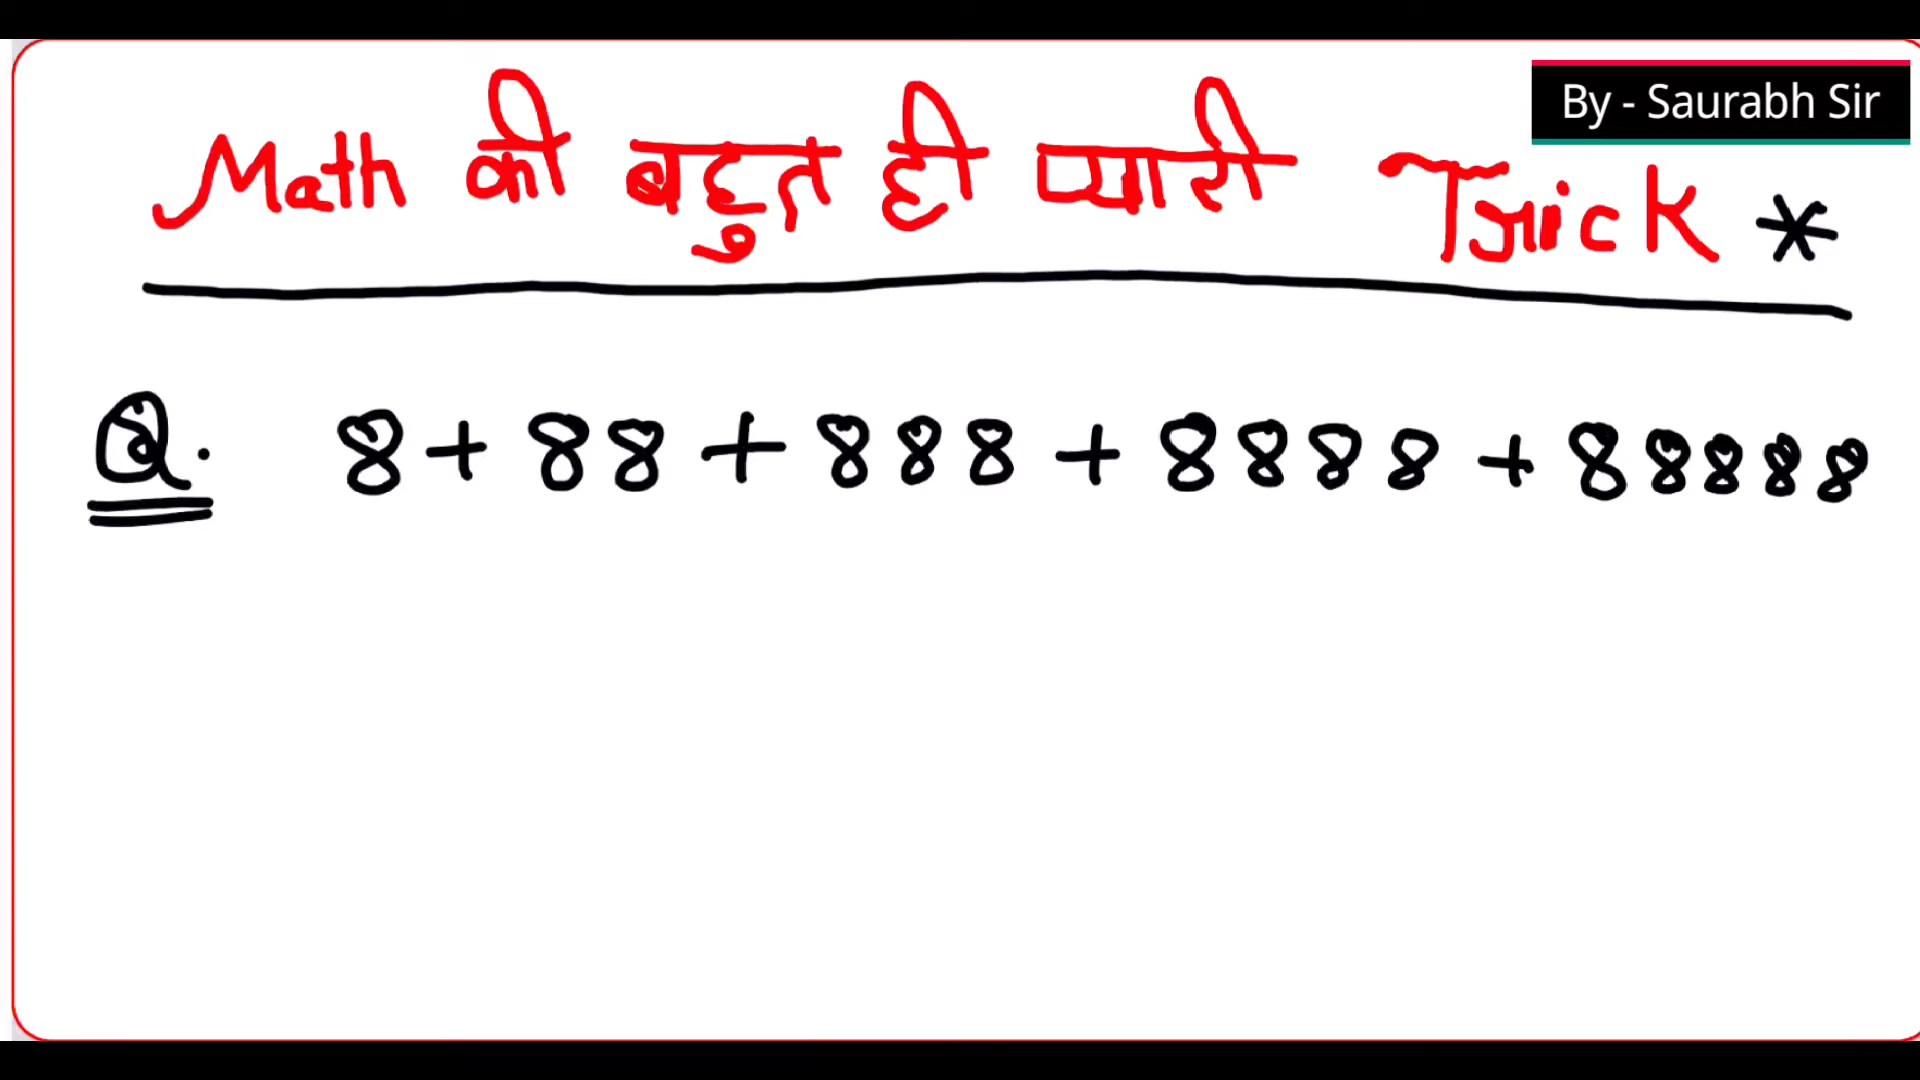 By - Saurabh Sir
Math की बहुत ही प्यारी Trick *
Q. 8 + 88 + 888 + 8888 + 88888